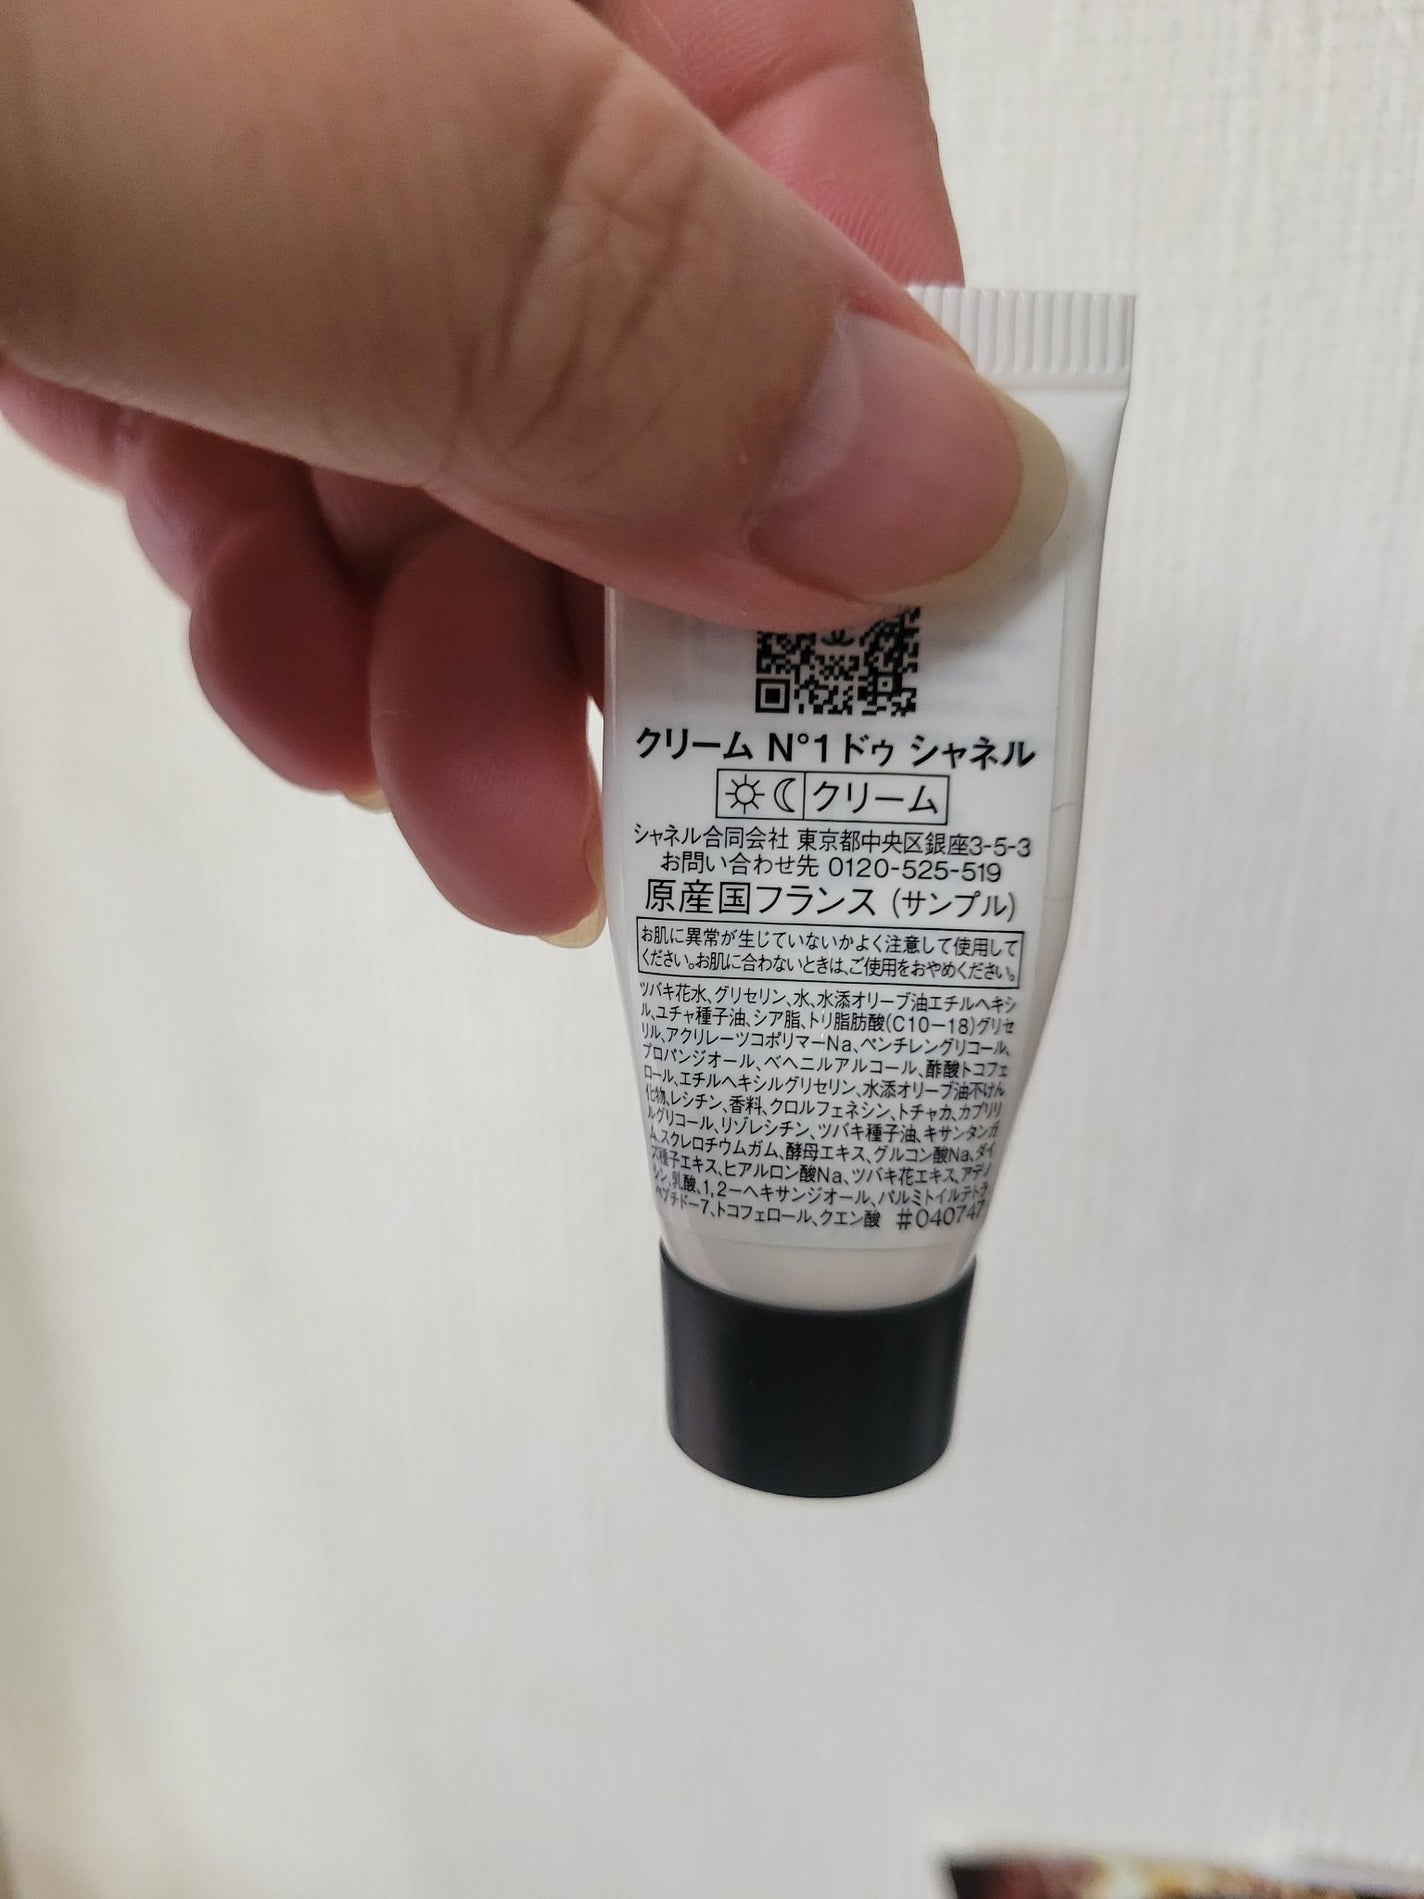 クリーム N°1 ドゥ シャネル
クリーム
シャネル合同会社 東京都中央区銀座3-5-3
お問い合わせ先 0120-525-519
原産国フランス (サンプル)
お肌に異常が生じていないかよく注意して使用して
ください。お肌に合わないときは、ご使用をおやめください。
ツバキ花水、グリセリン、水、水添オリーブ油エチルヘキシ
ル、ユチャ種子油、シア脂、トリ脂肪酸(C10-18)グリセ
リル、アクリレーツコポリマーNa、ペンチレングリコール、
プロパンジオール、ベヘニルアルコール、酢酸トコフェ
ロール、エチルヘキシルグリセリン、水添オリーブ油不けん
化物、レシチン、香料、クロルフェネシン、トチャカ、カプリリ
ルグリコール、リゾレシチン、ツバキ種子油、キサンタンガ
ム、スクレロチウムガム、酵母エキス、グルコン酸Na、ダイ
ズ種子エキス、ヒアルロン酸Na、ツバキ花エキス、アデノ
シン、乳酸、1,2-ヘキサンジオール、パルミトイルテトラ
ペプチド-7、トコフェロール、クエン酸 #040747